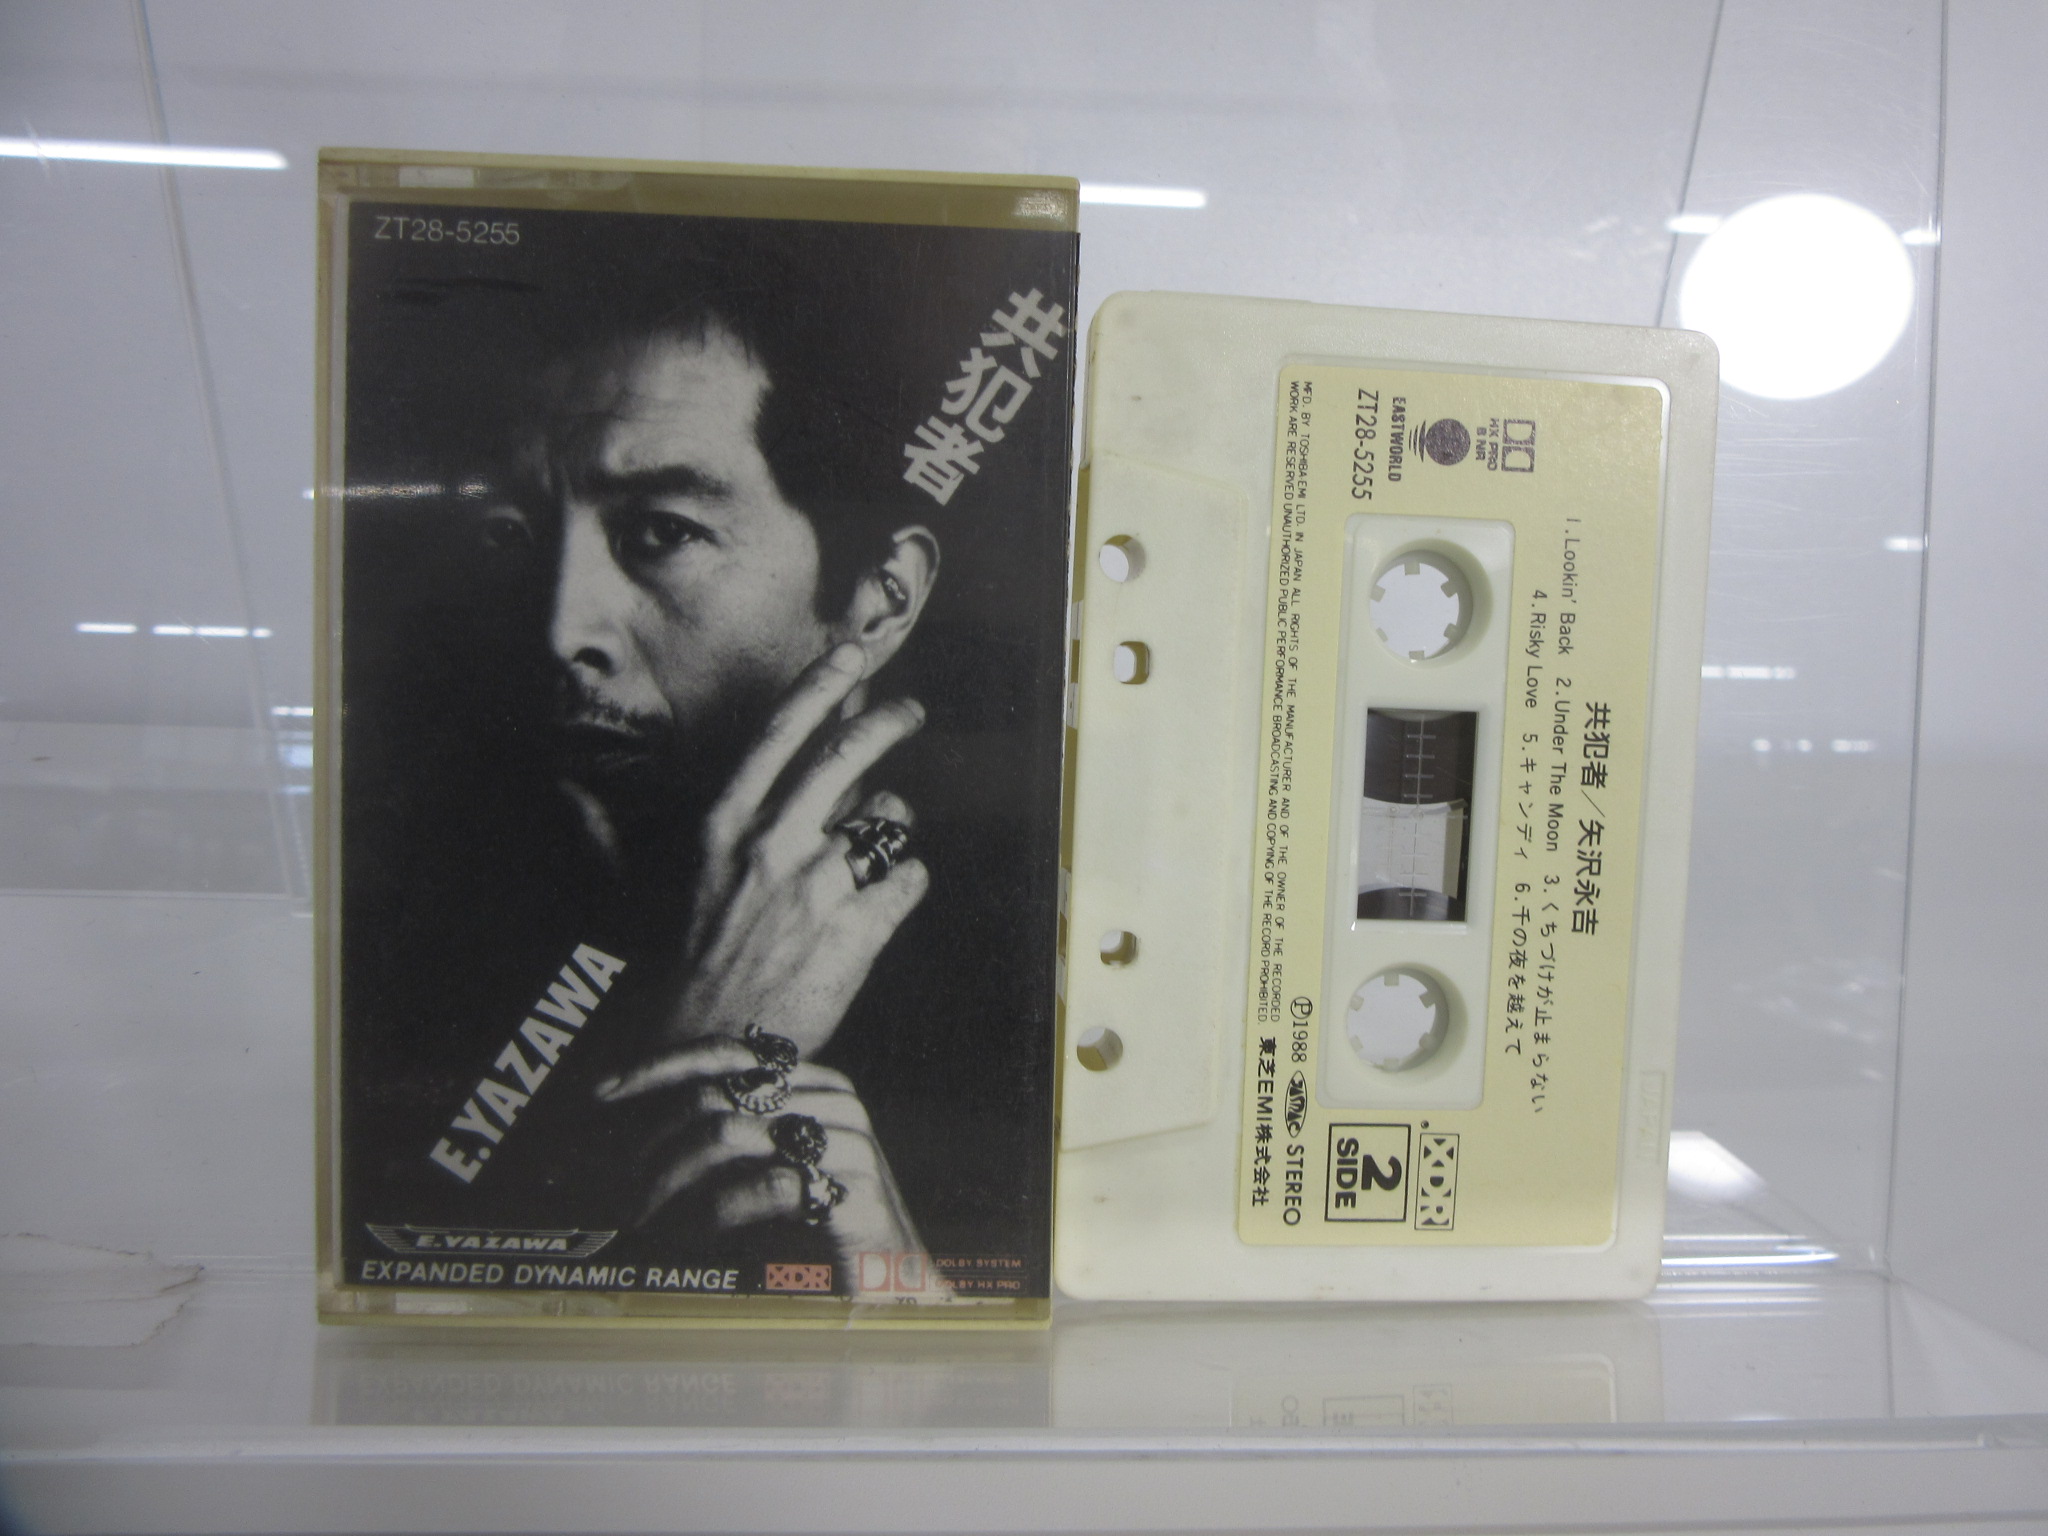 ZT28-5255
共犯者
E.YAZAWA
E.YAZAWA
EXPANDED DYNAMIC RANGE XDR DOLBY SYSTEM
DOLBY HX PRO
共犯者／矢沢永吉
1.Lookin' Back 2.Under The Moon 3.くちづけが止まらない
4.Risky Love 5.キャンディ 6.千の夜を越えて
HX PRO
B NR
EASTWORLD
ZT28-5255
XDR
2
SIDE
Ⓟ1988 JASRAC STEREO
MFD. BY TOSHIBA-EMI LTD. IN JAPAN ALL RIGHTS OF THE MANUFACTURER AND OF THE OWNER OF THE RECORDED
WORK ARE RESERVED UNAUTHORIZED PUBLIC PERFORMANCE BROADCASTING AND COPYING OF THE RECORD PROHIBITED.
東芝EMI株式会社